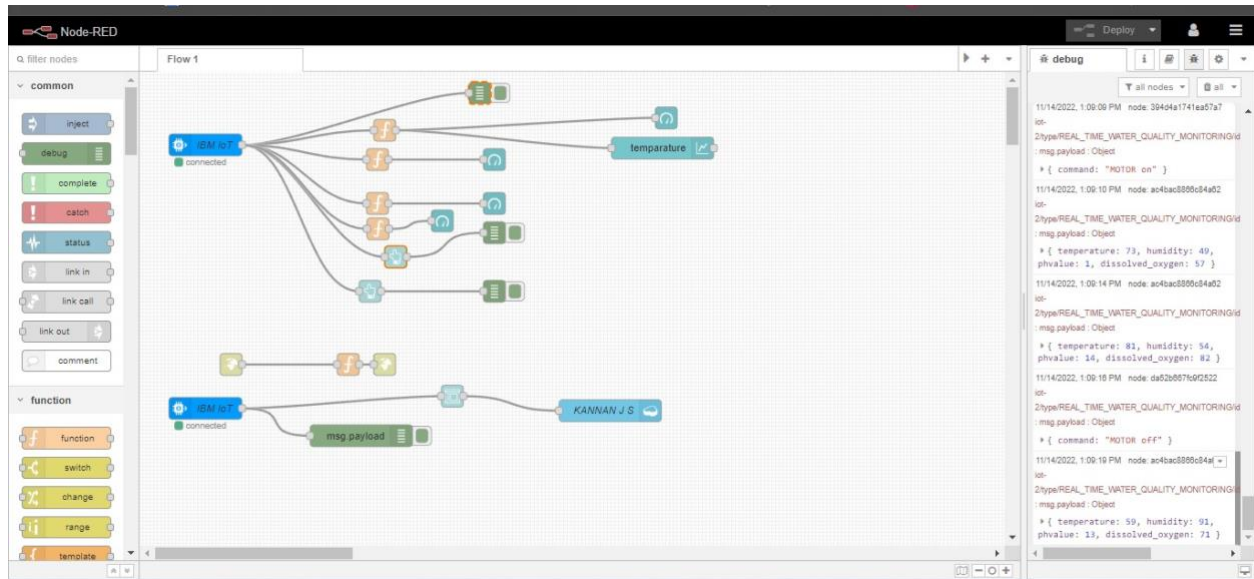 Node-RED
Deploy
filter nodes
Flow 1
debug
i
common
all nodes
all
inject
debug
complete
catch
status
link in
link call
link out
comment
function
function
switch
change
range
template
IBM IoT
connected
temparature
IBM IoT
connected
msg.payload
KANNAN J S
11/14/2022, 1:09:09 PM node: 394d4a1741ea57a7
iot-
2/type/REAL_TIME_WATER_QUALITY_MONITORING/id
: msg.payload : Object
{ command: "MOTOR on" }
11/14/2022, 1:09:10 PM node: ac4bac8866c84a62
iot-
2/type/REAL_TIME_WATER_QUALITY_MONITORING/id
: msg.payload : Object
{ temperature: 73, humidity: 49,
phvalue: 1, dissolved_oxygen: 57 }
11/14/2022, 1:09:14 PM node: ac4bac8866c84a62
iot-
2/type/REAL_TIME_WATER_QUALITY_MONITORING/id
: msg.payload : Object
{ temperature: 81, humidity: 54,
phvalue: 14, dissolved_oxygen: 82 }
11/14/2022, 1:09:16 PM node: da52b667fc9f2522
iot-
2/type/REAL_TIME_WATER_QUALITY_MONITORING/id
: msg.payload : Object
{ command: "MOTOR off" }
11/14/2022, 1:09:19 PM node: ac4bac8866c84a
iot-
2/type/REAL_TIME_WATER_QUALITY_MONITORING/id
: msg.payload : Object
{ temperature: 59, humidity: 91,
phvalue: 13, dissolved_oxygen: 71 }